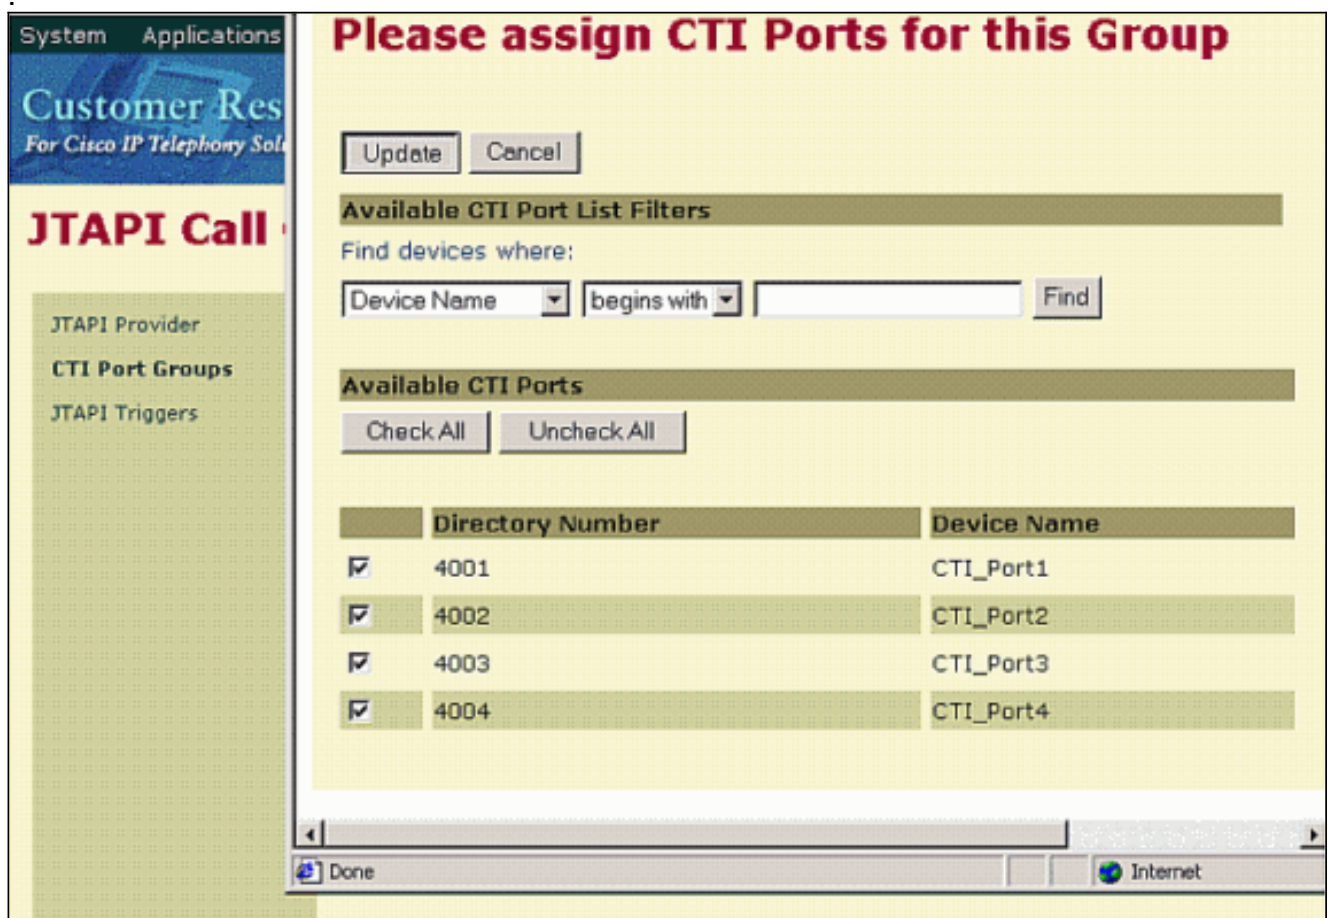 System Applications
Customer Res
For Cisco IP Telephony Solu
JTAPI Call
JTAPI Provider
CTI Port Groups
JTAPI Triggers
Please assign CTI Ports for this Group
Update Cancel
Available CTI Port List Filters
Find devices where:
Device Name begins with Find
Available CTI Ports
Check All Uncheck All
Directory Number Device Name
4001 CTI_Port1
4002 CTI_Port2
4003 CTI_Port3
4004 CTI_Port4
Done Internet